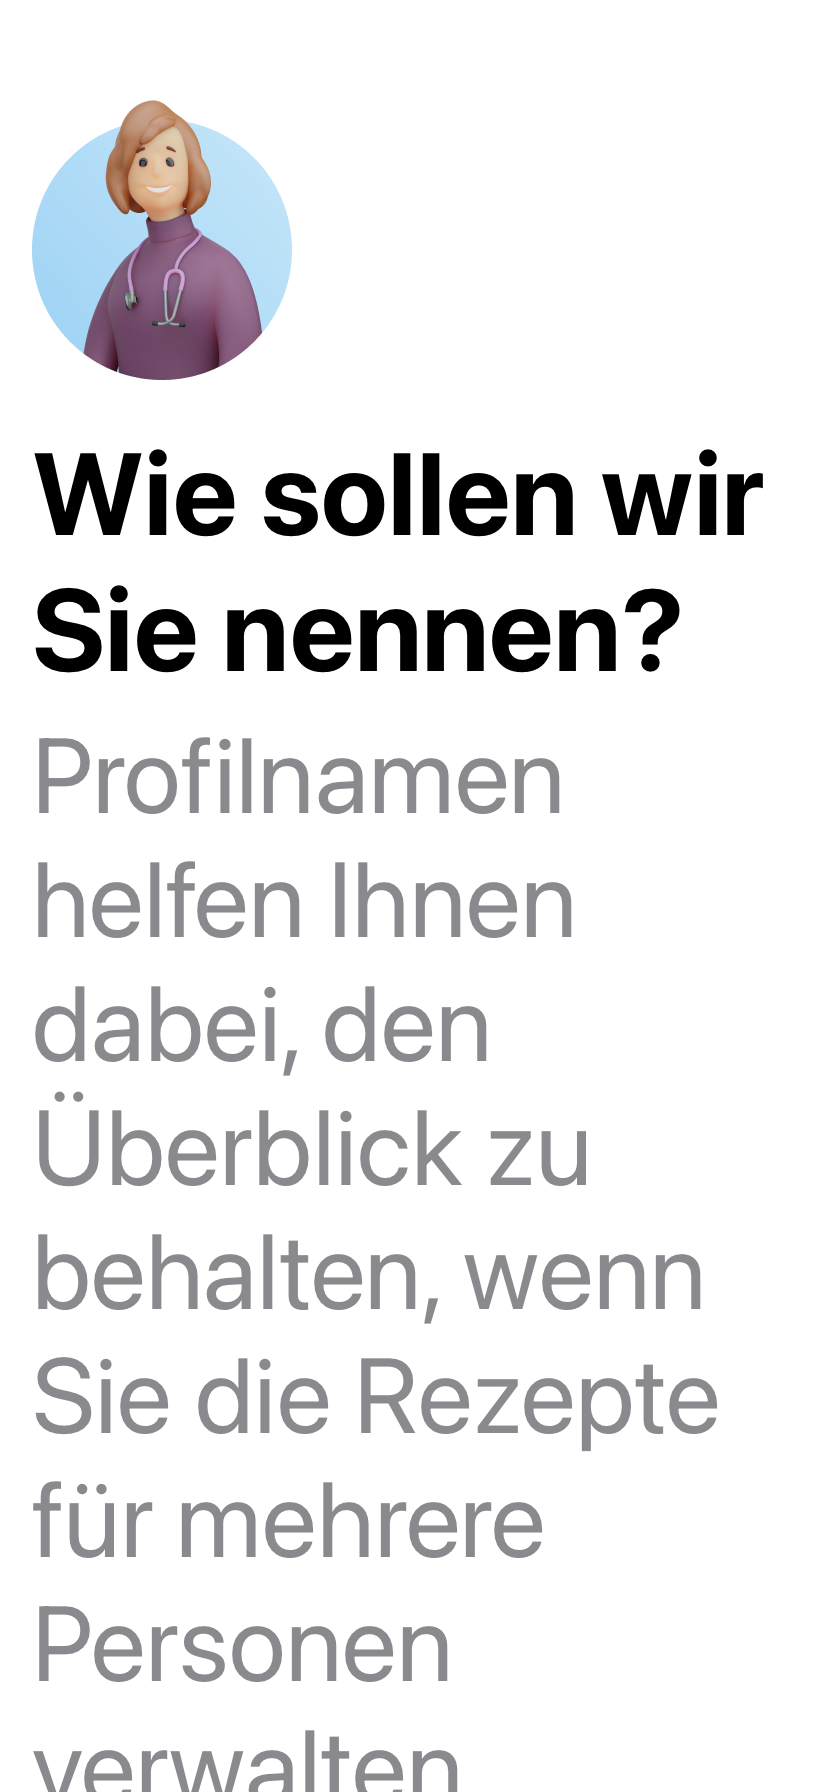 Wie sollen wir
Sie nennen?
Profilnamen
helfen Ihnen
dabei, den
Überblick zu
behalten, wenn
Sie die Rezepte
für mehrere
Personen
verwalten